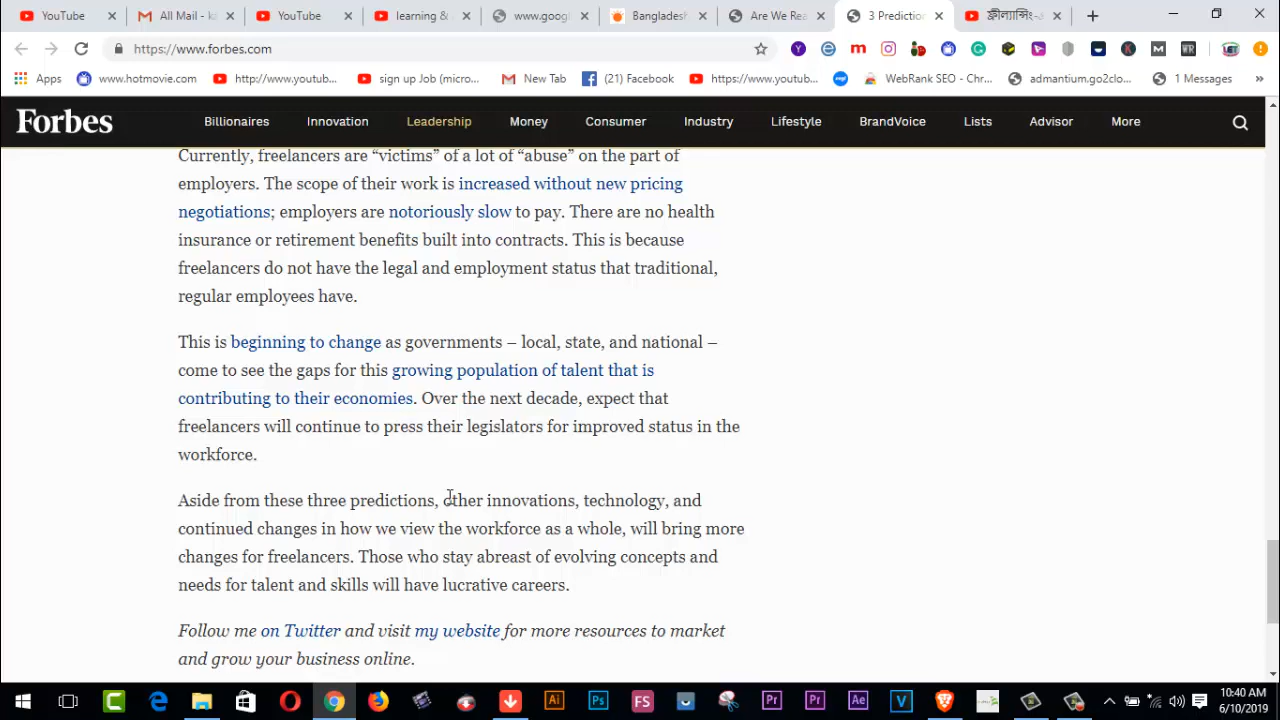 YouTube
All Mail - k
YouTube
learning &
www.goog
Bangladesh
Are We Rea
3 Prediction
ফ্রীল্যান্সিং
https://www.forbes.com
Apps
www.hotmovie.com
http://www.youtub...
sign up Job (micro...
New Tab
(21) Facebook
https://www.youtub...
WebRank SEO - Chr...
admantium.go2clo...
1 Messages
»
Forbes
Billionaires
Innovation
Leadership
Money
Consumer
Industry
Lifestyle
BrandVoice
Lists
Advisor
More
Currently, freelancers are “victims” of a lot of “abuse” on the part of
employers. The scope of their work is increased without new pricing
negotiations; employers are notoriously slow to pay. There are no health
insurance or retirement benefits built into contracts. This is because
freelancers do not have the legal and employment status that traditional,
regular employees have.
This is beginning to change as governments – local, state, and national –
come to see the gaps for this growing population of talent that is
contributing to their economies. Over the next decade, expect that
freelancers will continue to press their legislators for improved status in the
workforce.
Aside from these three predictions, other innovations, technology, and
continued changes in how we view the workforce as a whole, will bring more
changes for freelancers. Those who stay abreast of evolving concepts and
needs for talent and skills will have lucrative careers.
Follow me on Twitter and visit my website for more resources to market
and grow your business online.
10:40 AM
6/10/2019